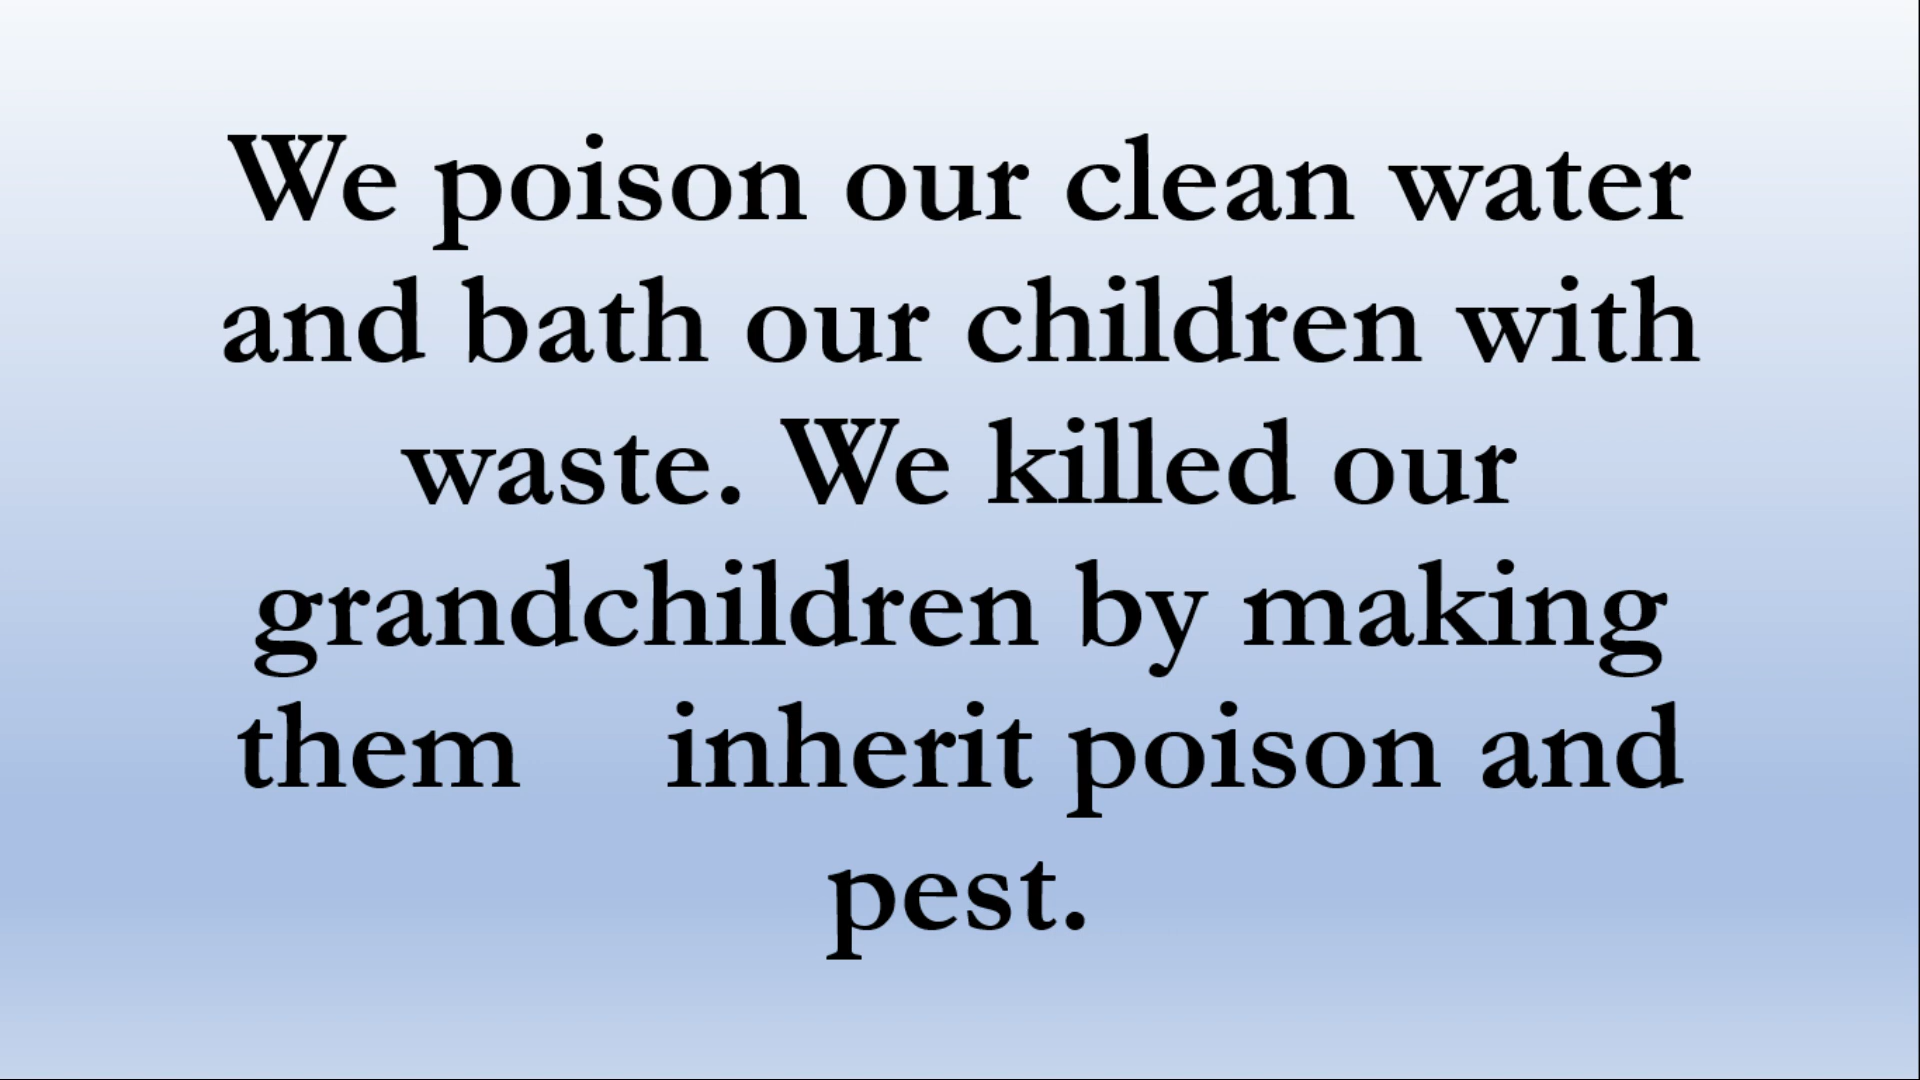 We poison our clean water
and bath our children with
waste. We killed our
grandchildren by making
them    inherit poison and
pest.